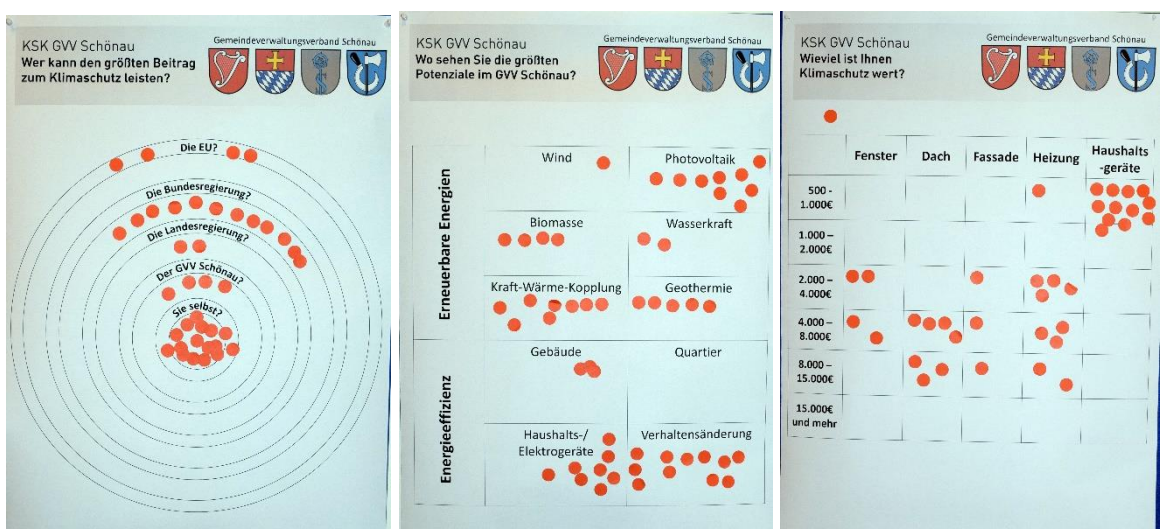 KSK GVV Schönau
Wer kann den größten Beitrag
zum Klimaschutz leisten?
Gemeindeverwaltungsverband Schönau
Die EU?
Die Bundesregierung?
Die Landesregierung?
Der GVV Schönau?
Sie selbst?
KSK GVV Schönau
Wo sehen Sie die größten
Potenziale im GVV Schönau?
Gemeindeverwaltungsverband Schönau
Erneuerbare Energien
Wind
Photovoltaik
Biomasse
Wasserkraft
Kraft-Wärme-Kopplung
Geothermie
Energieeffizienz
Gebäude
Quartier
Haushalts-/
Elektrogeräte
Verhaltensänderung
KSK GVV Schönau
Wieviel ist Ihnen
Klimaschutz wert?
Gemeindeverwaltungsverband Schönau
Fenster
Dach
Fassade
Heizung
Haushalts
-geräte
500 -
1.000€
1.000 –
2.000€
2.000 –
4.000€
4.000 –
8.000€
8.000 –
15.000€
15.000€
und mehr